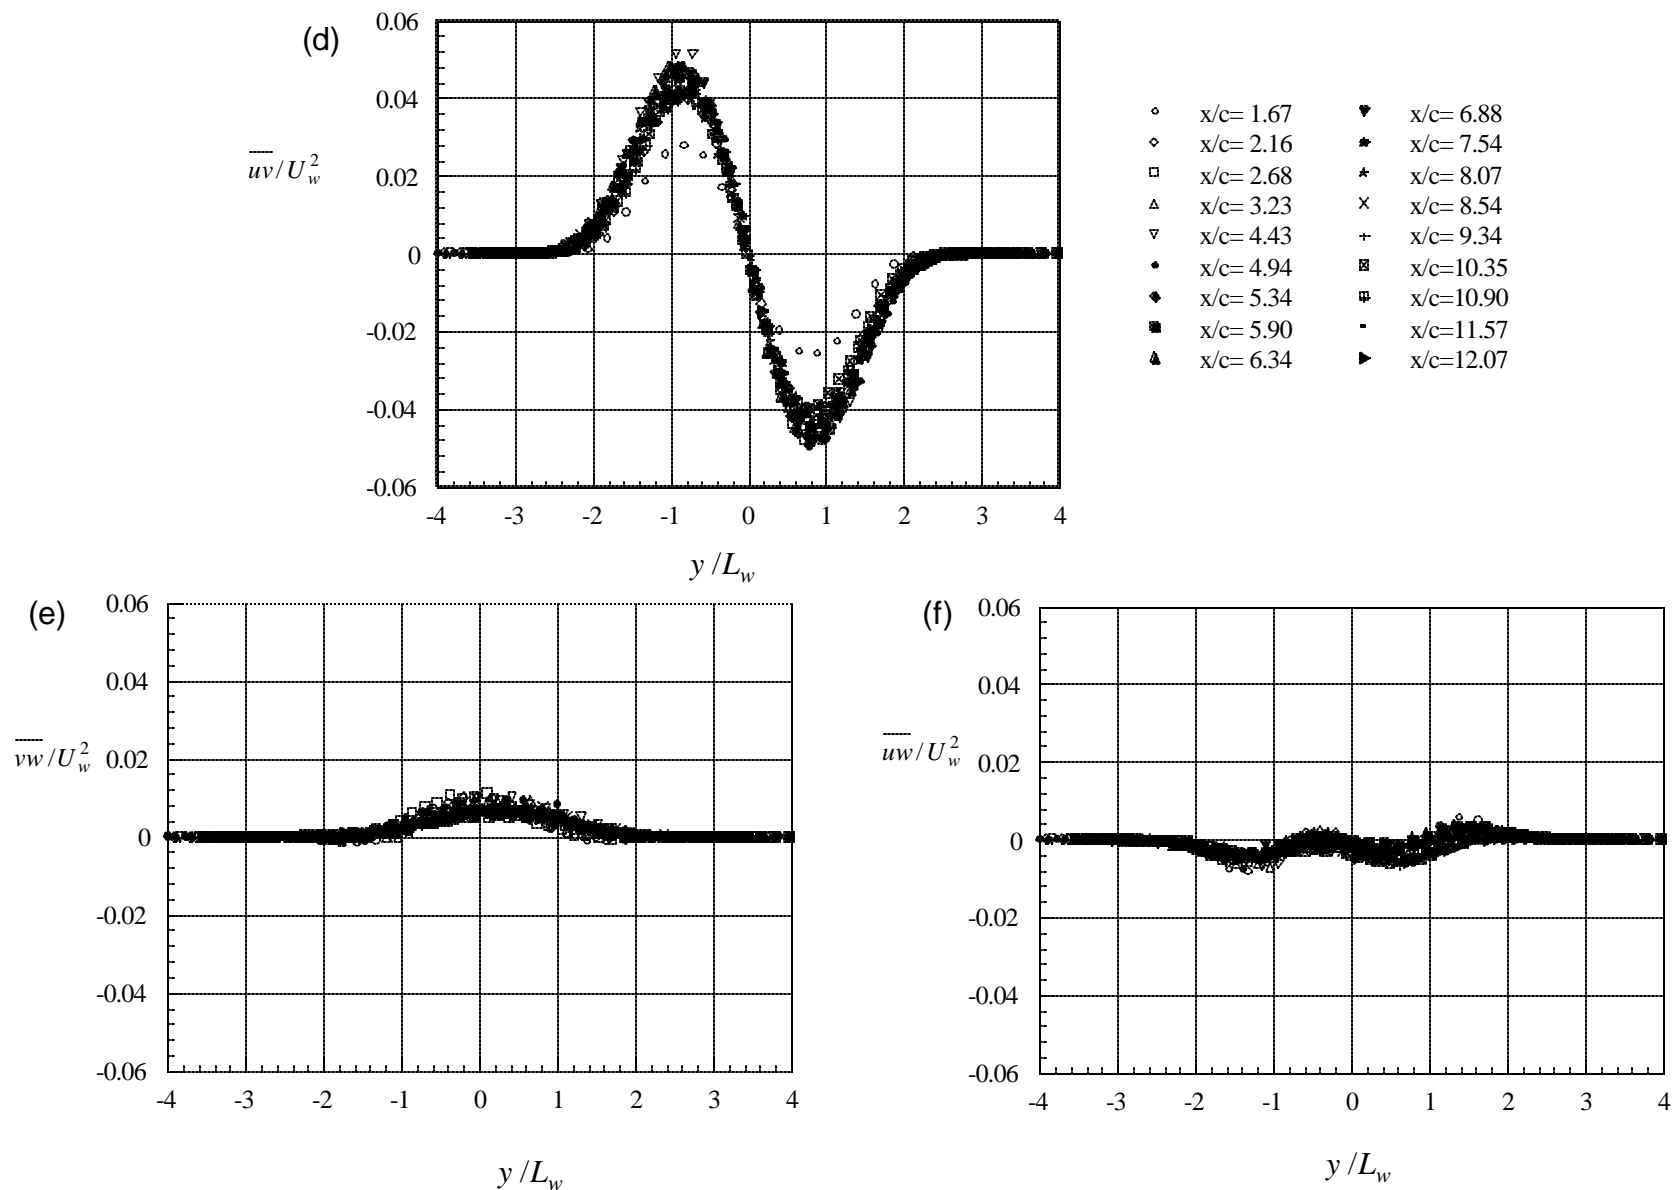 (d)
0.06
0.04
0.02
0
-0.02
-0.04
-0.06
uv/U_w^2
-4 -3 -2 -1 0 1 2 3 4
y/L_w
x/c= 1.67
x/c= 2.16
x/c= 2.68
x/c= 3.23
x/c= 4.43
x/c= 4.94
x/c= 5.34
x/c= 5.90
x/c= 6.34
x/c= 6.88
x/c= 7.54
x/c= 8.07
x/c= 8.54
x/c= 9.34
x/c=10.35
x/c=10.90
x/c=11.57
x/c=12.07
(e)
0.06
0.04
0.02
0
-0.02
-0.04
-0.06
vw/U_w^2
-4 -3 -2 -1 0 1 2 3 4
y/L_w
(f)
0.06
0.04
0.02
0
-0.02
-0.04
-0.06
uw/U_w^2
-4 -3 -2 -1 0 1 2 3 4
y/L_w